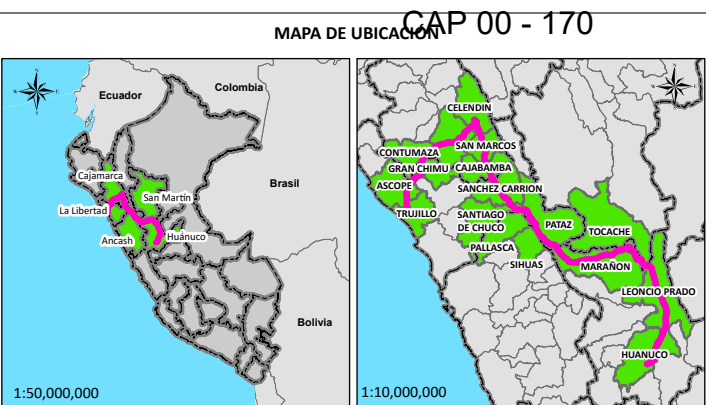 CAP 00 - 170
MAPA DE UBICACIÓN
Ecuador
Colombia
Cajamarca
San Martín
Brasil
La Libertad
Ancash
Huánuco
Bolivia
1:50,000,000
CELENDIN
SAN MARCOS
CONTUMAZA
GRAN CHIMU
CAJABAMBA
ASCOPE
SANCHEZ CARRION
TRUJILLO
SANTIAGO
DE CHUCO
PATAZ
TOCACHE
PALLASCA
SIHUAS
MARAÑON
LEONCIO PRADO
HUANUCO
1:10,000,000